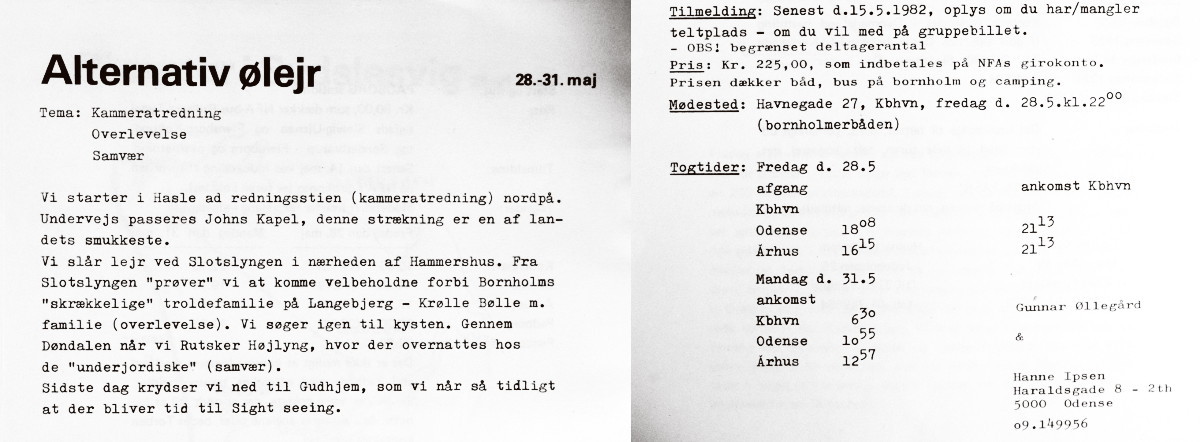 Alternativ ølejr 28.-31. maj
Tema: Kammeratredning
Overlevelse
Samvær
Vi starter i Hasle ad redningsstien (kammeratredning) nordpå.
Undervejs passeres Johns Kapel, denne strækning er en af lan-
dets smukkeste.
Vi slår lejr ved Slotslyngen i nærheden af Hammershus. Fra
Slotslyngen "prøver" vi at komme velbeholdne forbi Bornholms
"skrækkelige" troldefamilie på Langebjerg - Krølle Bølle m.
familie (overlevelse). Vi søger igen til kysten. Gennem
Døndalen når vi Rutsker Højlyng, hvor der overnattes hos
de "underjordiske" (samvær).
Sidste dag krydser vi ned til Gudhjem, som vi når så tidligt
at der bliver tid til Sight seeing.
Tilmelding: Senest d.15.5.1982, oplys om du har/mangler
teltplads - om du vil med på gruppebillet.
- OBS! begrænset deltagerantal
Pris: Kr. 225,00, som indbetales på NFAs girokonto.
Prisen dækker båd, bus på bornholm og camping.
Mødested: Havnegade 27, Kbhvn, fredag d. 28.5.kl.22oo
(bornholmerbåden)
Togtider: Fredag d. 28.5
afgang ankomst Kbhvn
Kbhvn
Odense 18o8 2113
Århus 1615 2113
Mandag d. 31.5
ankomst
Kbhvn 63o
Odense 1o55
Århus 1257
Gunnar Øllegård
&
Hanne Ipsen
Haraldsgade 8 - 2th
5000 Odense
o9.149956